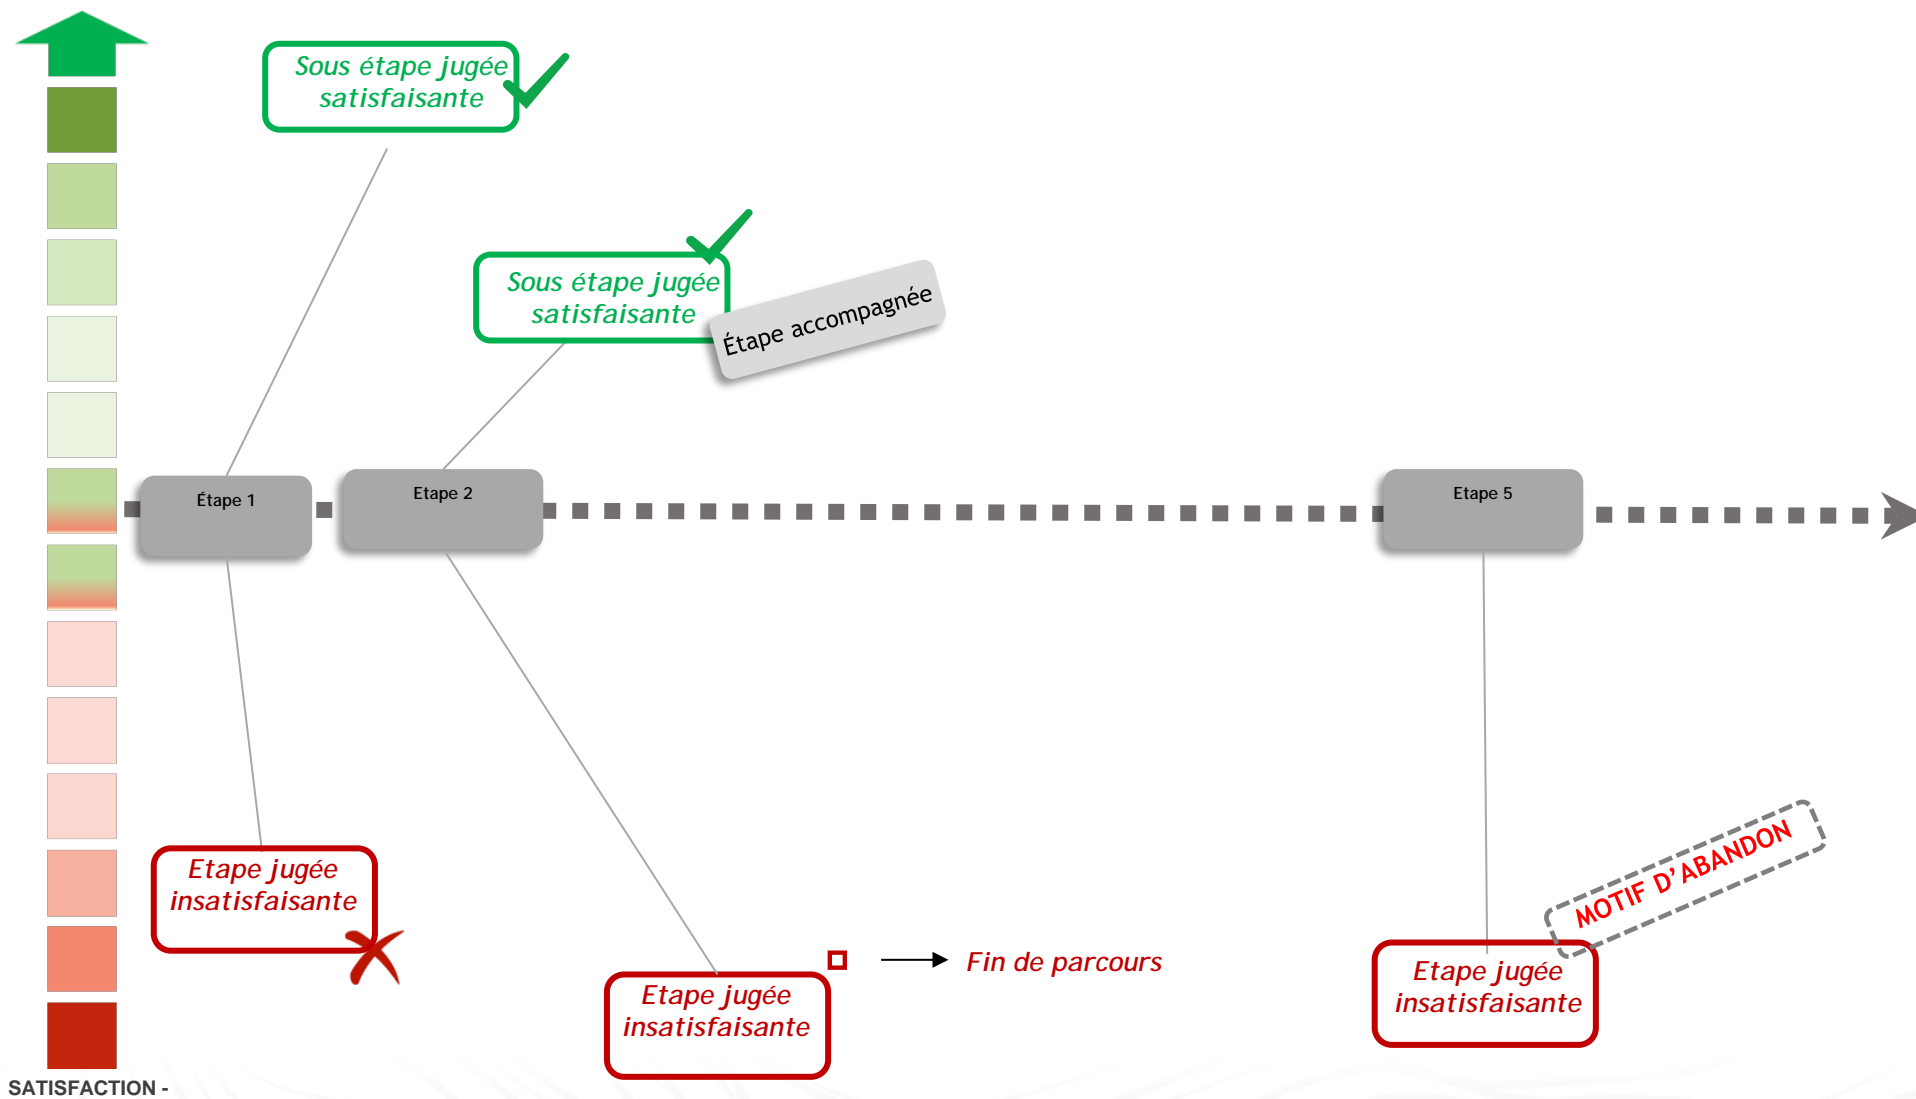 Sous étape jugée
satisfaisante
Sous étape jugée
satisfaisante
Étape accompagnée
Étape 1
Etape 2
Etape 5
Etape jugée
insatisfaisante
MOTIF D'ABANDON
Fin de parcours
Etape jugée
insatisfaisante
Etape jugée
insatisfaisante
SATISFACTION -